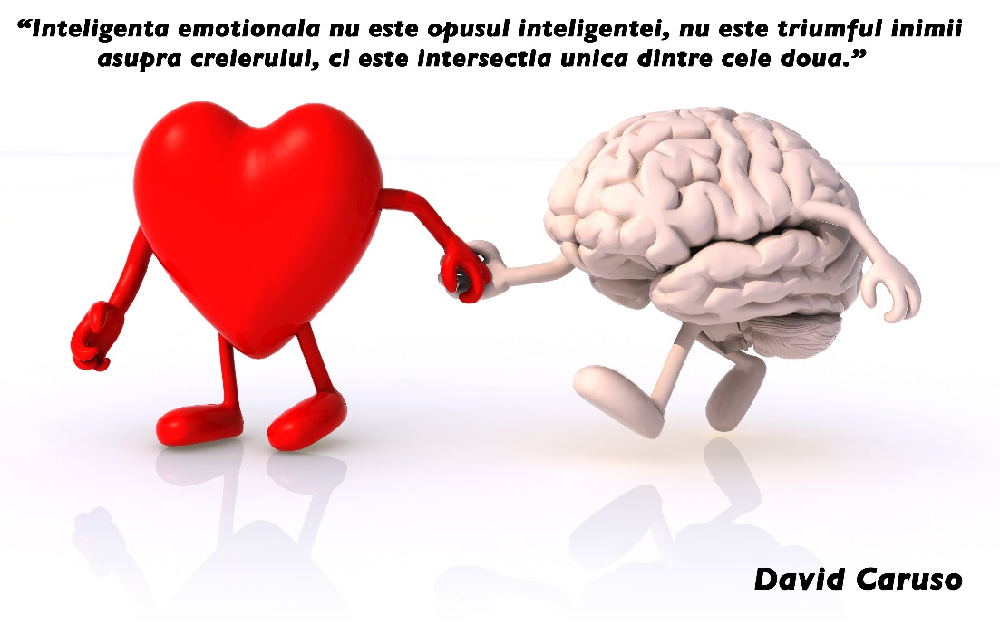 “Inteligenta emotionala nu este opusul inteligentei, nu este triumful inimii
asupra creierului, ci este intersectia unica dintre cele doua.”
David Caruso